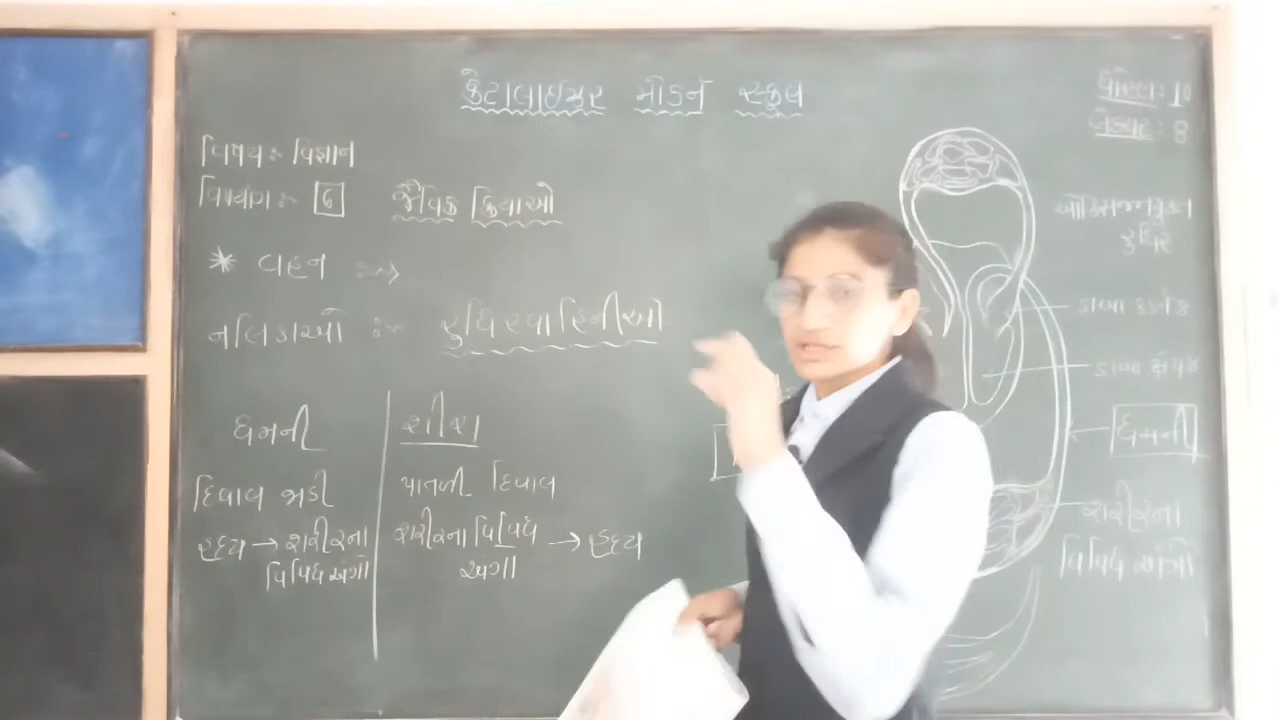 કેટાલાઇઝર મોડર્ન સ્કૂલ
ધોરણ: 10
લેક્ચર: 8
વિષય:- વિજ્ઞાન
વિભાગ:- 6 જૈવિક ક્રિયાઓ
* વહન :-
નલિકાઓ :- રુધિરવાહિનીઓ
ધમની
શીરા
દિવાલ જાડી
પાતળી દિવાલ
હૃદય → શરીરના
વિવિધ અંગો
શરીરના વિવિધ → હૃદય
અંગો
ઓક્સિજનયુક્ત
રુધિર
ડાબા કર્ણક
ડાબા ક્ષેપક
ધમની
શરીરના
વિવિધ અંગો